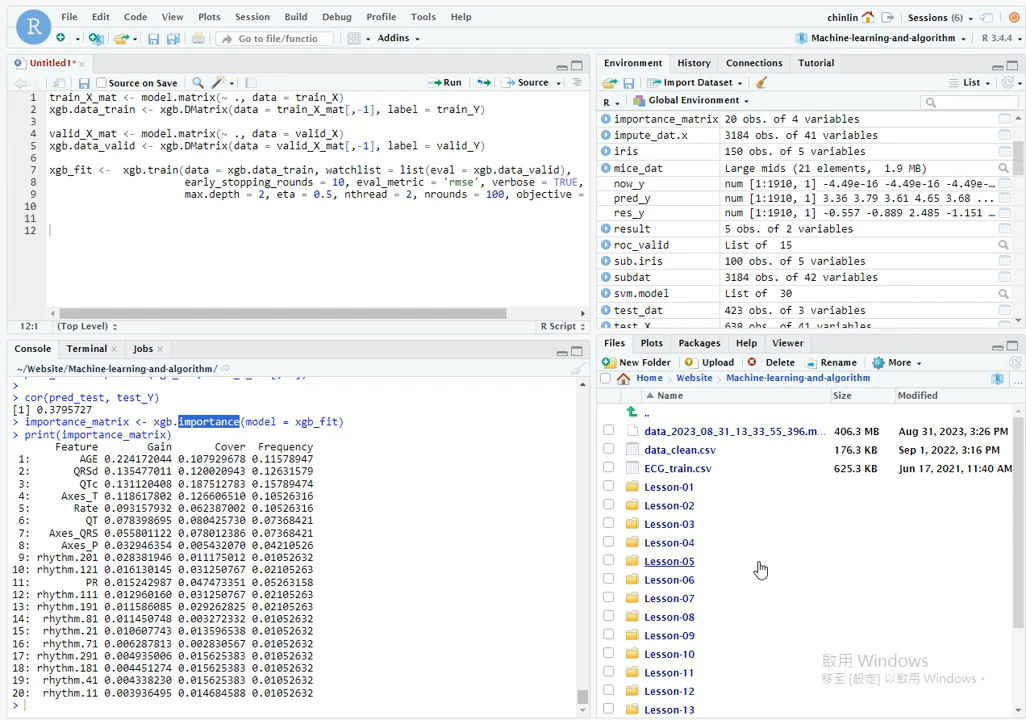 File Edit Code View Plots Session Build Debug Profile Tools Help
chinlin Sessions (6)
Go to file/functio Addins
Machine-learning-and-algorithm R 3.4.4
Untitled1*
Source on Save Run Source
1 train_X_mat <- model.matrix(~ ., data = train_X)
2 xgb.data_train <- xgb.DMatrix(data = train_X_mat[,-1], label = train_Y)
3
4 valid_X_mat <- model.matrix(~ ., data = valid_X)
5 xgb.data_valid <- xgb.DMatrix(data = valid_X_mat[,-1], label = valid_Y)
6
7 xgb_fit <- xgb.train(data = xgb.data_train, watchlist = list(eval = xgb.data_valid),
8 early_stopping_rounds = 10, eval_metric = 'rmse', verbose = TRUE,
9 max.depth = 2, eta = 0.5, nthread = 2, nrounds = 100, objective =
10
11
12
12:1 (Top Level) R Script
Console Terminal Jobs
~/Website/Machine-learning-and-algorithm/
>
> cor(pred_test, test_Y)
[1] 0.3795727
> importance_matrix <- xgb.importance(model = xgb_fit)
> print(importance_matrix)
Feature Gain Cover Frequency
1: AGE 0.224172044 0.107929678 0.11578947
2: QRSd 0.135477011 0.120020943 0.12631579
3: QTc 0.131120408 0.187512783 0.15789474
4: Axes_T 0.118617802 0.126606510 0.10526316
5: Rate 0.093157932 0.062387002 0.10526316
6: QT 0.078398695 0.080425730 0.07368421
7: Axes_QRS 0.055801122 0.078012386 0.07368421
8: Axes_P 0.032946354 0.005432070 0.04210526
9: rhythm.201 0.028381946 0.011175012 0.01052632
10: rhythm.121 0.016130145 0.031250767 0.02105263
11: PR 0.015242987 0.047473351 0.05263158
12: rhythm.111 0.012960160 0.031250767 0.02105263
13: rhythm.191 0.011586085 0.029262825 0.02105263
14: rhythm.81 0.011450748 0.003272332 0.01052632
15: rhythm.21 0.010607743 0.013596538 0.01052632
16: rhythm.71 0.006287813 0.002830567 0.01052632
17: rhythm.291 0.004935006 0.015625383 0.01052632
18: rhythm.181 0.004451274 0.015625383 0.01052632
19: rhythm.41 0.004338230 0.015625383 0.01052632
20: rhythm.11 0.003936495 0.014684588 0.01052632
>
Environment History Connections Tutorial
Import Dataset List
R Global Environment
importance_matrix 20 obs. of 4 variables
impute_dat.x 3184 obs. of 41 variables
iris 150 obs. of 5 variables
mice_dat Large mids (21 elements, 1.9 MB)
now_y num [1:1910, 1] -4.49e-16 -4.49e-16 -4.49e-…
pred_y num [1:1910, 1] 3.36 3.79 3.61 4.65 3.68 ...
res_y num [1:1910, 1] -0.557 -0.889 2.485 -1.151 …
result 5 obs. of 2 variables
roc_valid List of 15
sub.iris 100 obs. of 5 variables
subdat 3184 obs. of 42 variables
svm.model List of 30
test_dat 423 obs. of 3 variables
test_X 638 obs. of 41 variables
Files Plots Packages Help Viewer
New Folder Upload Delete Rename More
Home Website Machine-learning-and-algorithm
Name Size Modified
..
data_2023_08_31_13_33_55_396.m... 406.3 MB Aug 31, 2023, 3:26 PM
data_clean.csv 176.3 KB Sep 1, 2022, 3:16 PM
ECG_train.csv 625.3 KB Jun 17, 2021, 11:40 AM
Lesson-01
Lesson-02
Lesson-03
Lesson-04
Lesson-05
Lesson-06
Lesson-07
Lesson-08
Lesson-09
Lesson-10
Lesson-11
Lesson-12
Lesson-13
啟用 Windows
移至 [設定] 以啟用 Windows。